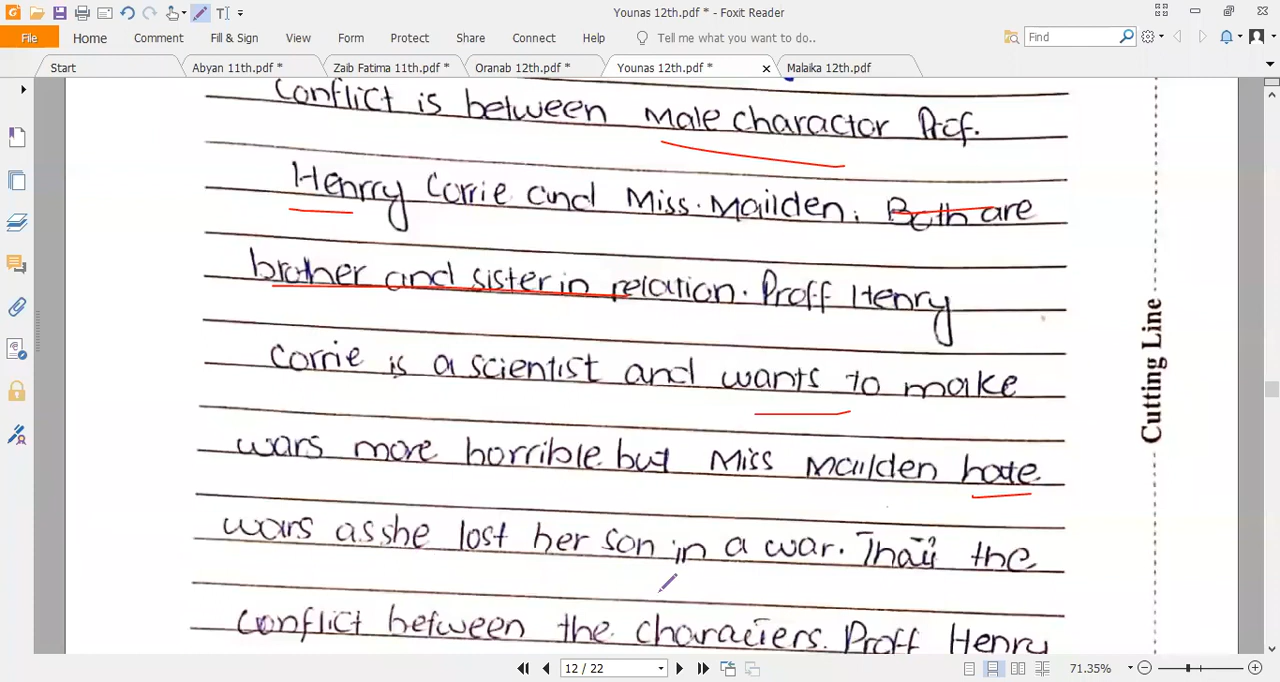 Younas 12th.pdf * - Foxit Reader
File Home Comment Fill & Sign View Form Protect Share Connect Help Tell me what you want to do.. Find
Start Abyan 11th.pdf * Zaib Fatima 11th.pdf * Oranab 12th.pdf * Younas 12th.pdf * Malaika 12th.pdf
Conflict is between Male charactor Prof.
Henrry Corrie and Miss. Mailden. Both are
brother and sister in relation. Proff Henry
Corrie is a scientist and wants to make
wars more horrible but Miss Mailden hate
wars as she lost her son in a war. That's the
conflict between the characters. Proff Henry
Cutting Line
12 / 22
71.35%